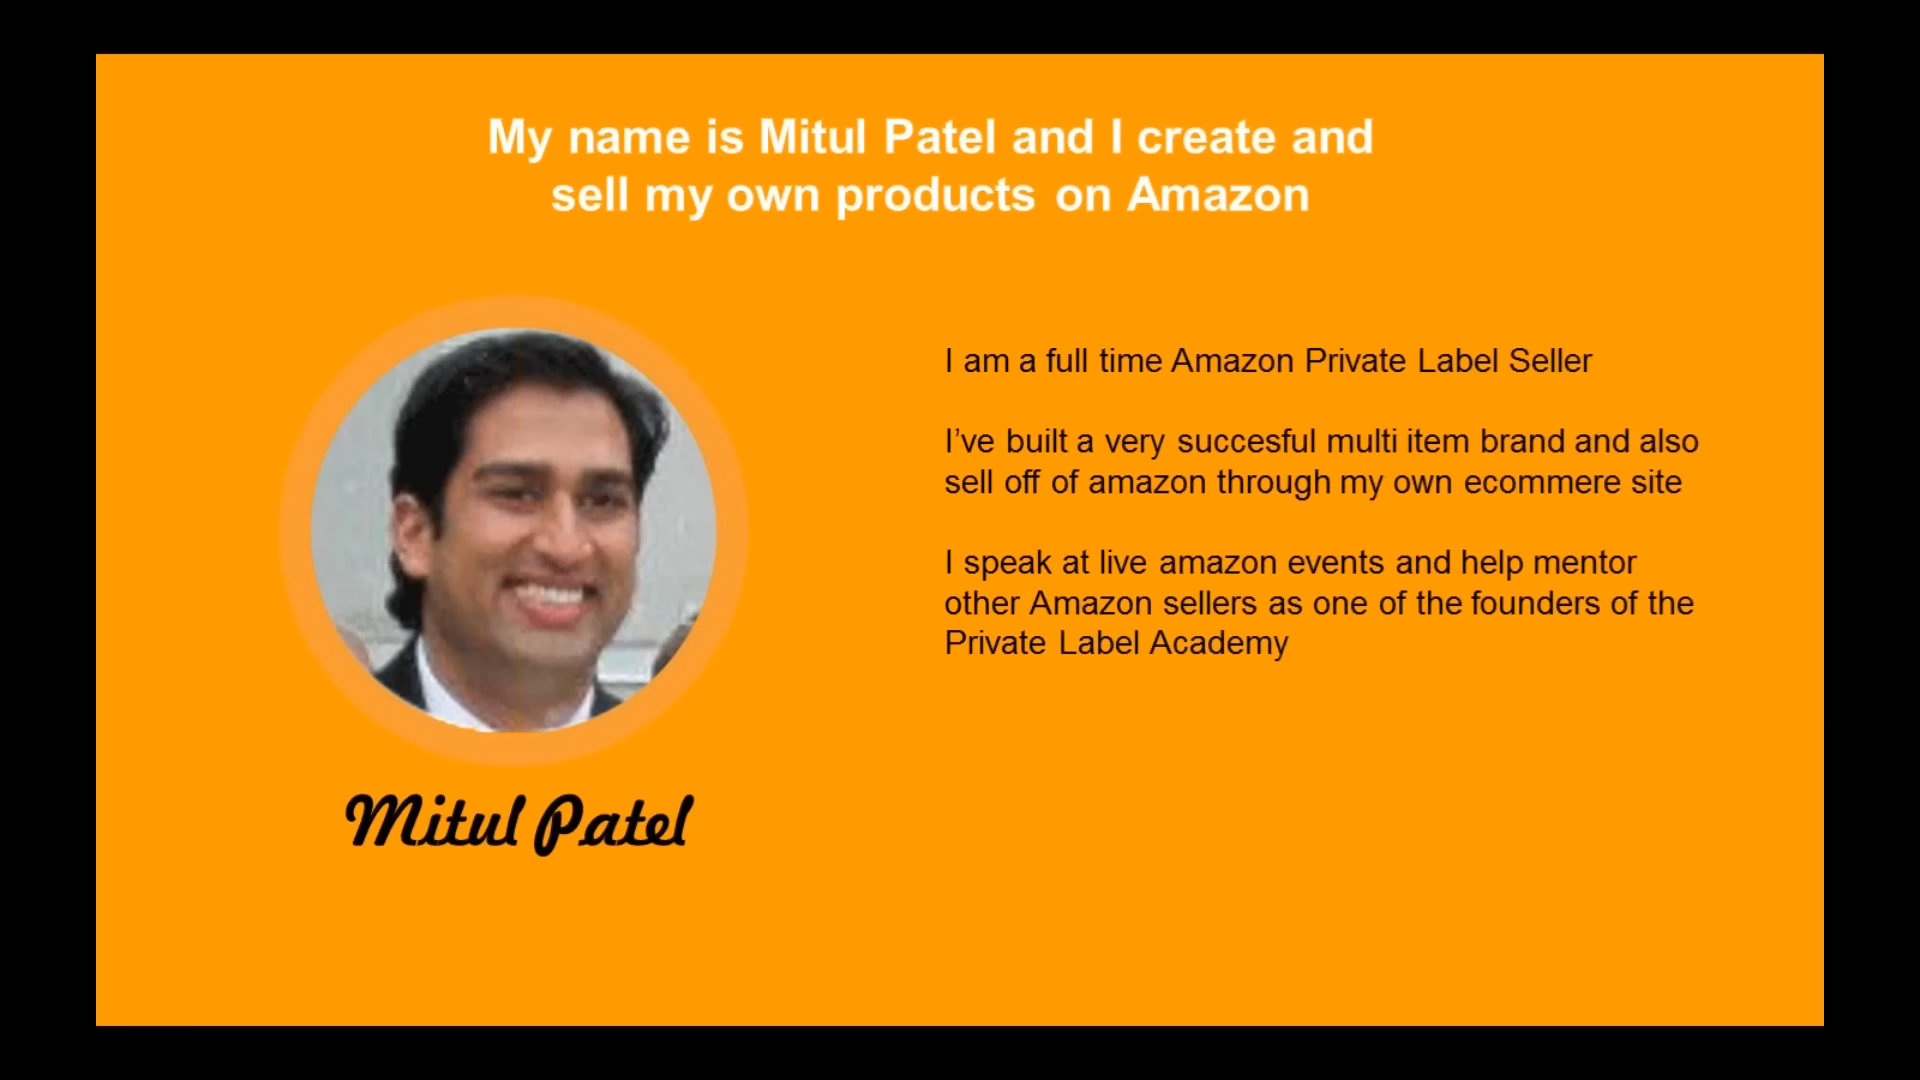 My name is Mitul Patel and I create and
sell my own products on Amazon
I am a full time Amazon Private Label Seller
I’ve built a very succesful multi item brand and also
sell off of amazon through my own ecommere site
I speak at live amazon events and help mentor
other Amazon sellers as one of the founders of the
Private Label Academy
Mitul Patel